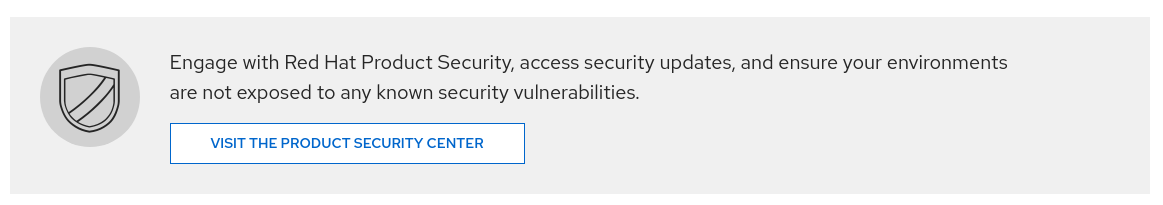 Engage with Red Hat Product Security, access security updates, and ensure your environments
are not exposed to any known security vulnerabilities.
VISIT THE PRODUCT SECURITY CENTER